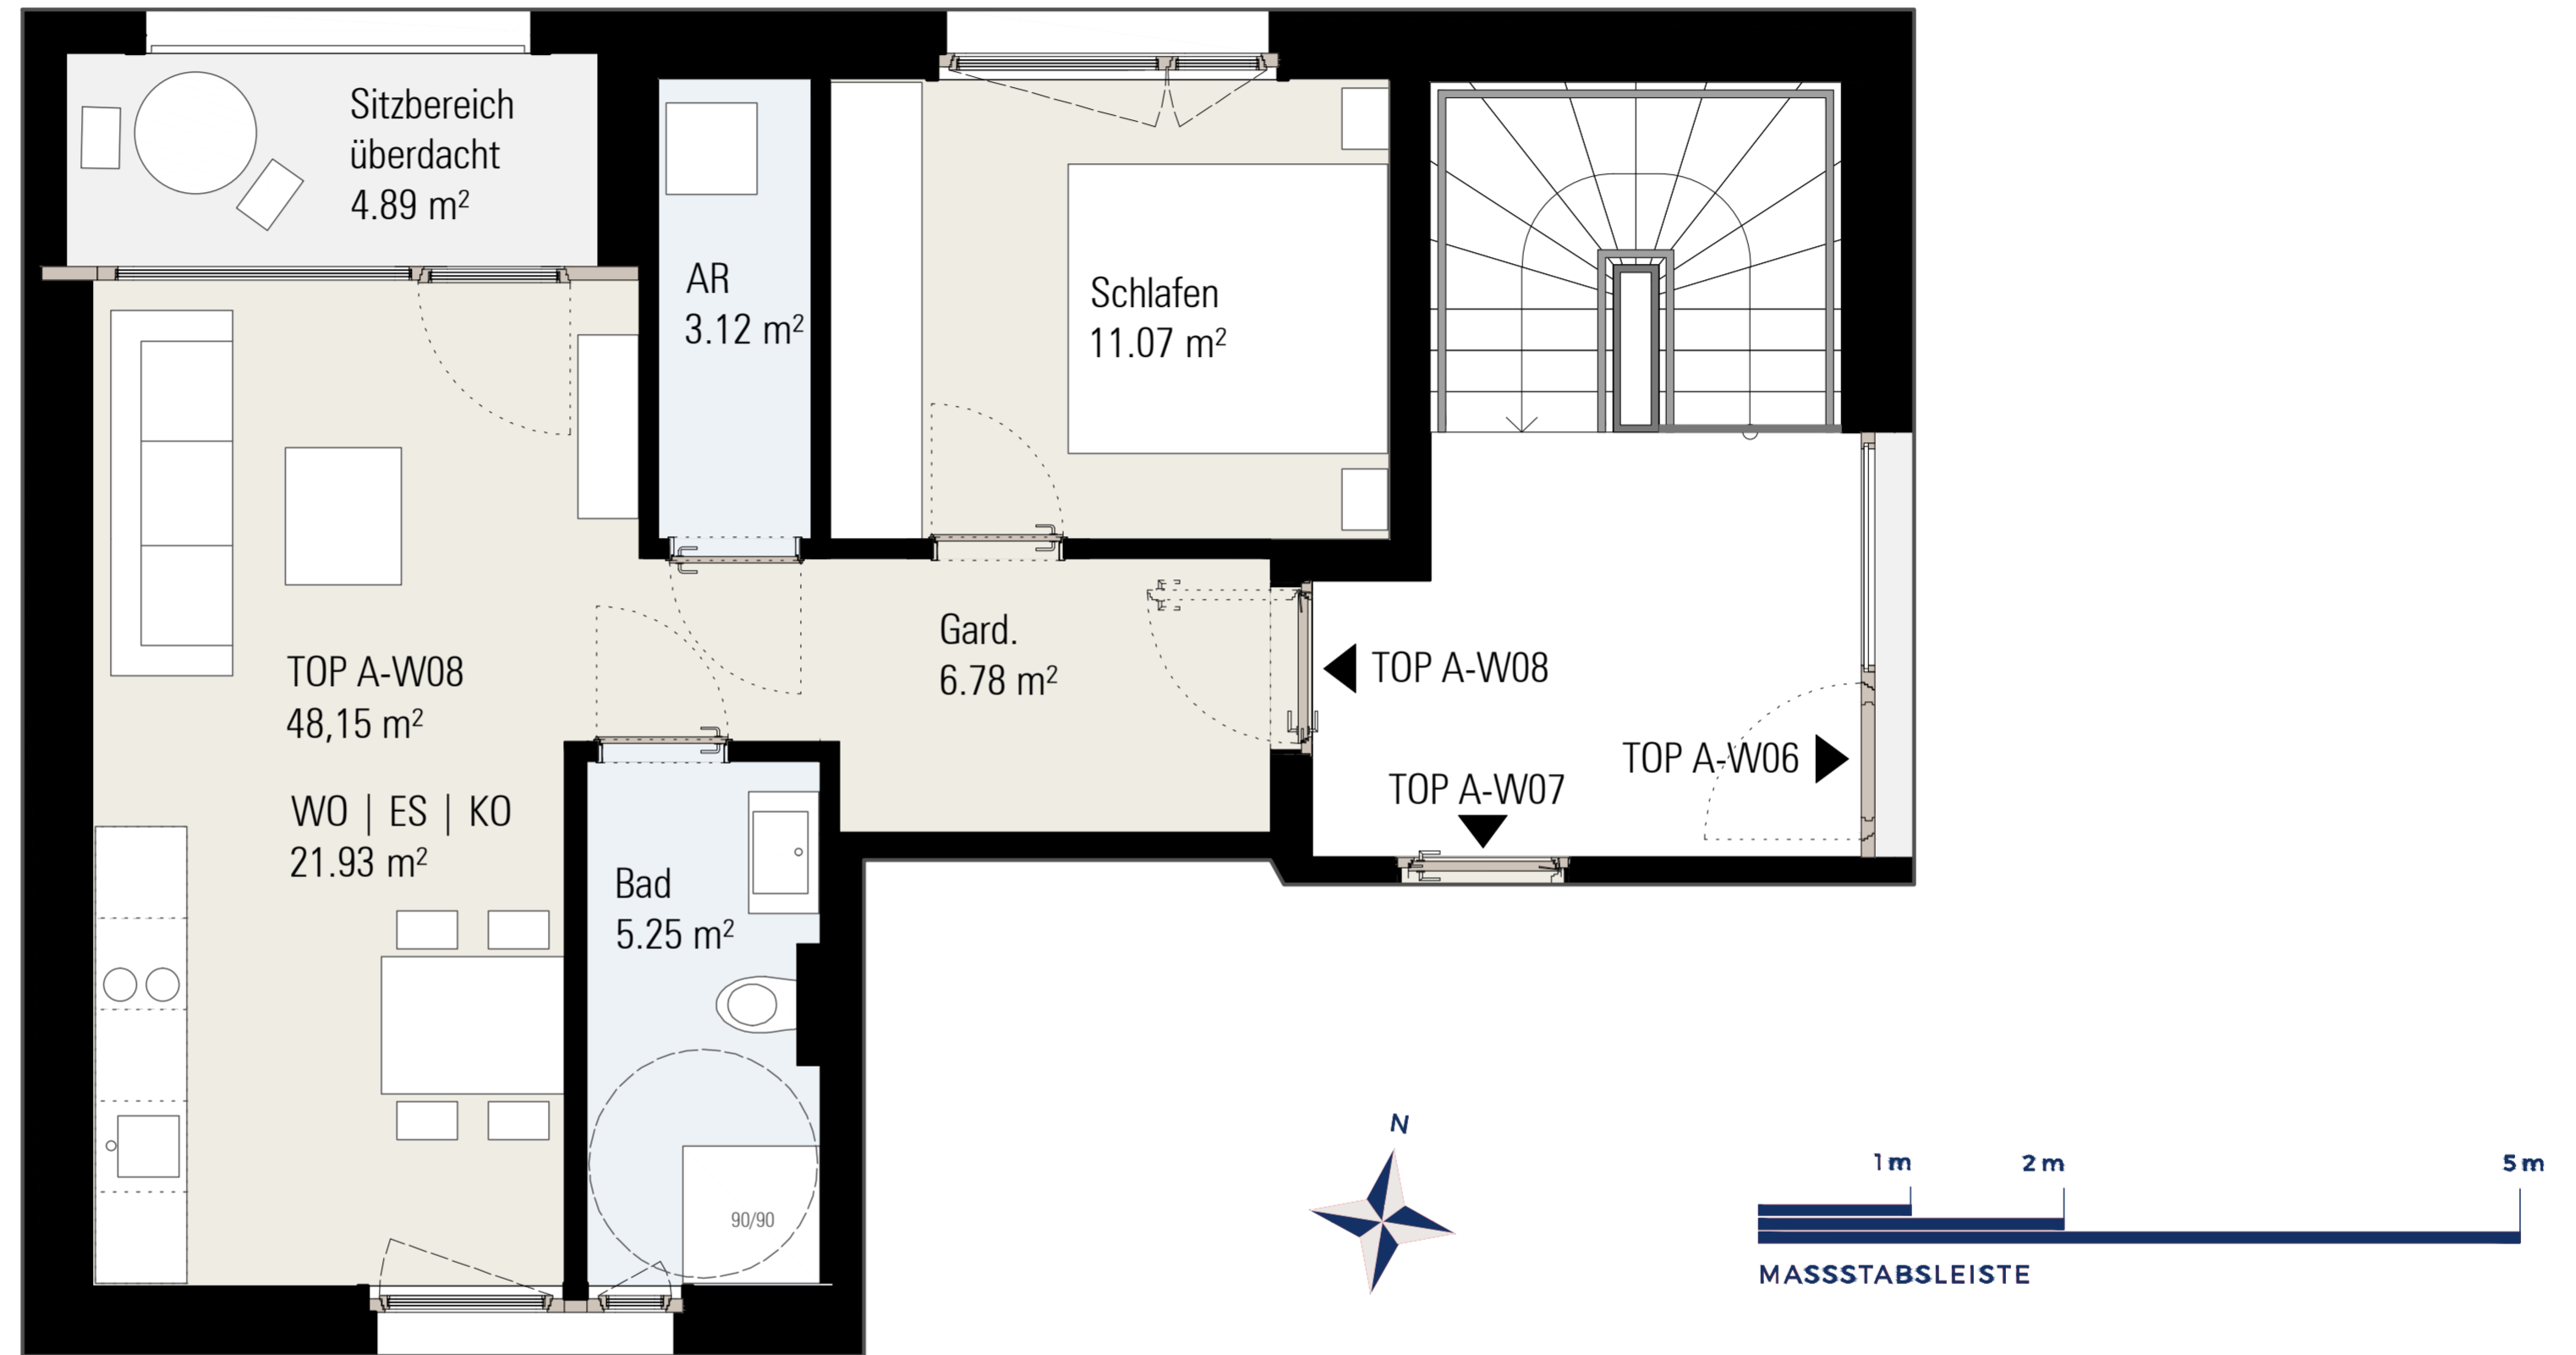 Sitzbereich
überdacht
4.89 m²
AR
3.12 m²
Schlafen
11.07 m²
Gard.
6.78 m²
TOP A-W08
48,15 m²
WO | ES | KO
21.93 m²
Bad
5.25 m²
90/90
TOP A-W08
TOP A-W06
TOP A-W07
N
1 m
2 m
5 m
MASSSTABSLEISTE